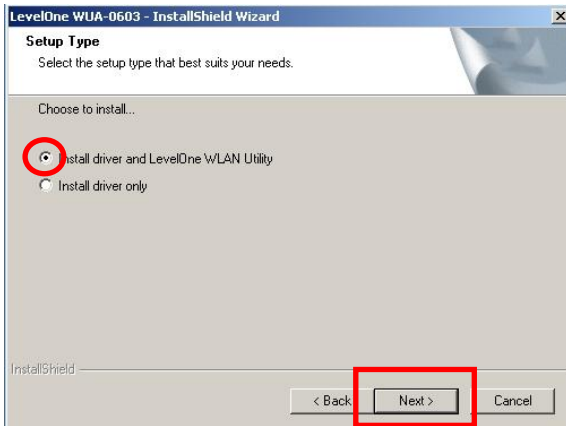 LevelOne WUA-0603 - InstallShield Wizard
Setup Type
Select the setup type that best suits your needs.
Choose to install...
Install driver and LevelOne WLAN Utility
Install driver only
InstallShield
< Back
Next >
Cancel